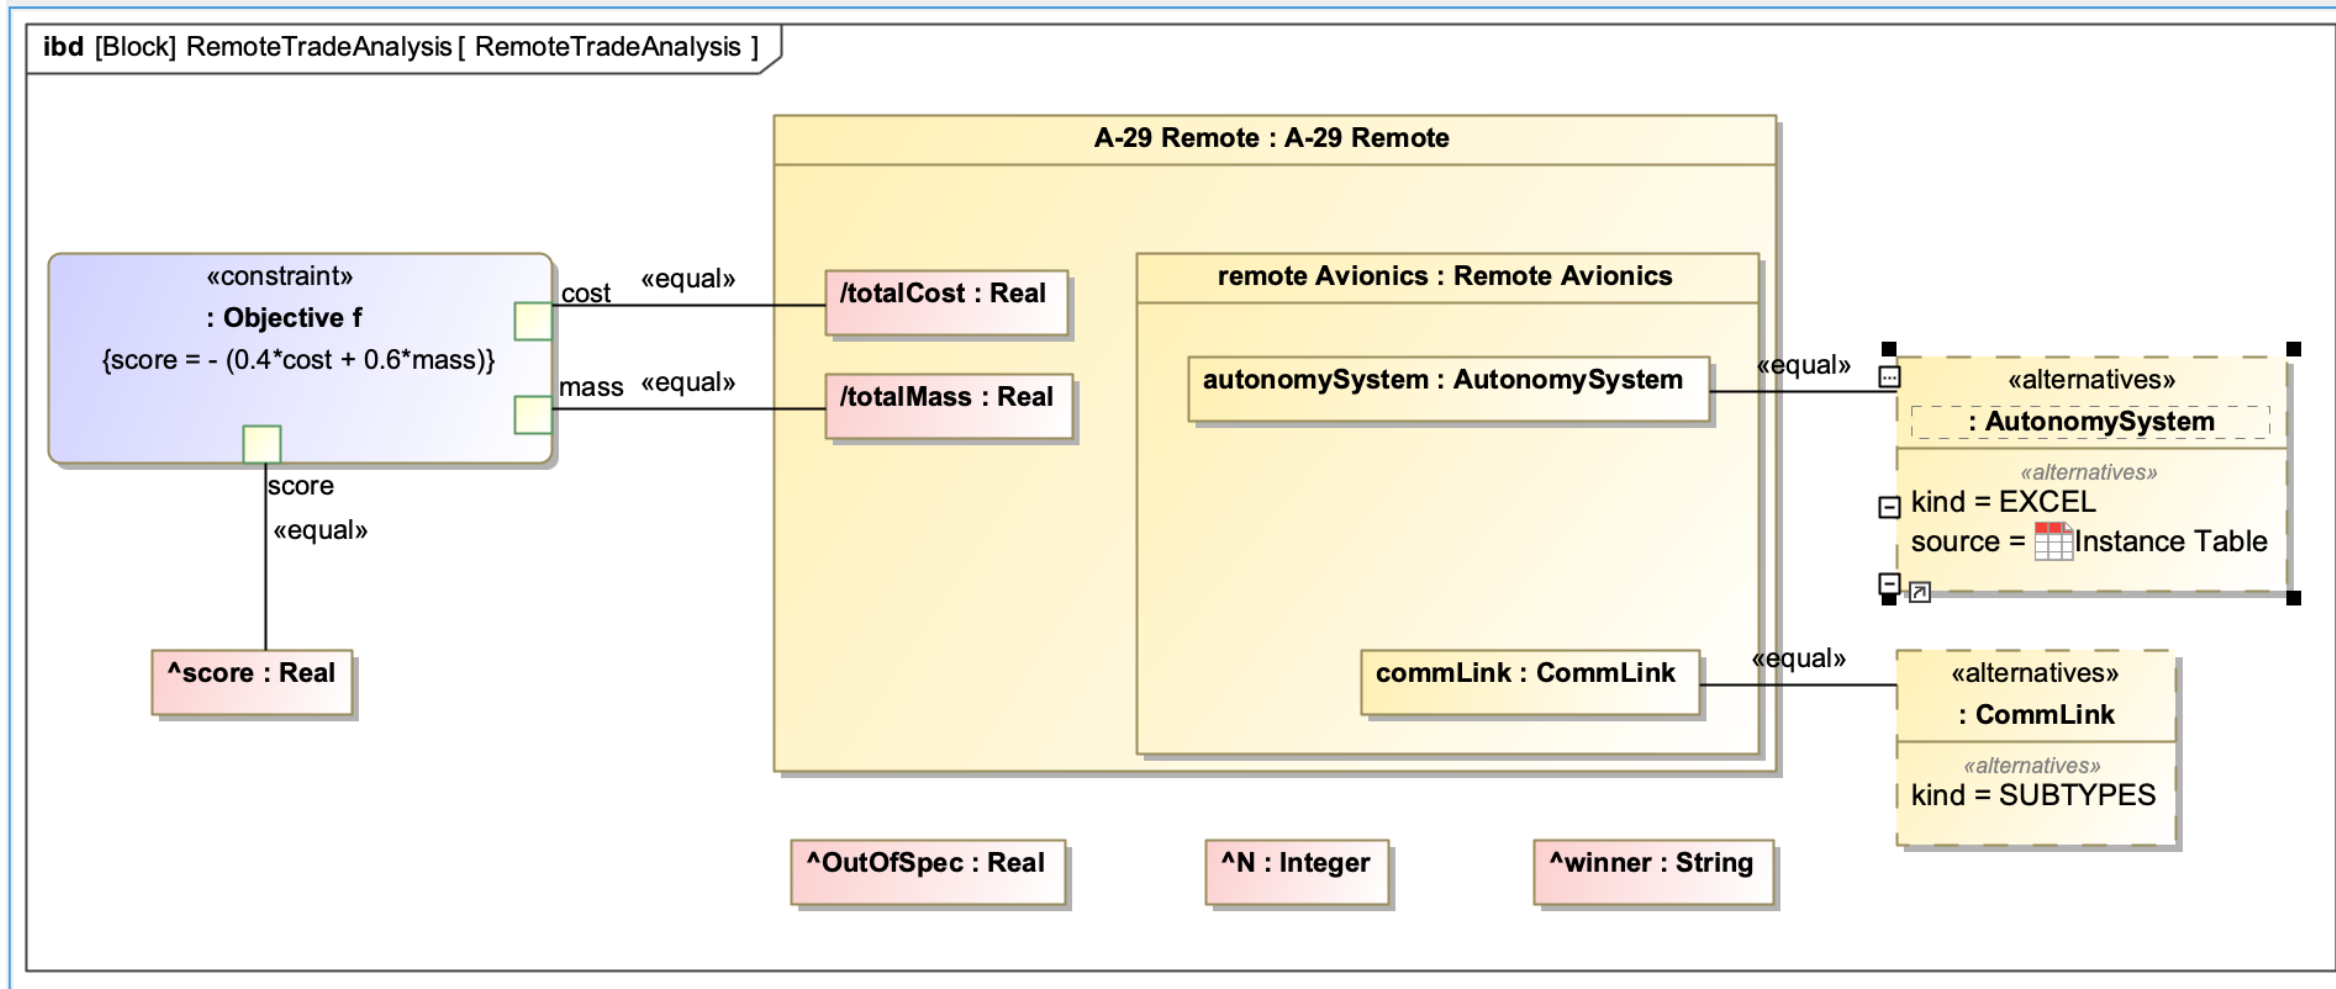 ibd [Block] RemoteTradeAnalysis [ RemoteTradeAnalysis ]
A-29 Remote : A-29 Remote
«constraint»
: Objective f
{score = - (0.4*cost + 0.6*mass)}
cost
«equal»
mass
«equal»
score
«equal»
^score : Real
/totalCost : Real
/totalMass : Real
remote Avionics : Remote Avionics
autonomySystem : AutonomySystem
«equal»
«alternatives»
: AutonomySystem
«alternatives»
kind = EXCEL
source = Instance Table
commLink : CommLink
«equal»
«alternatives»
: CommLink
«alternatives»
kind = SUBTYPES
^OutOfSpec : Real
^N : Integer
^winner : String